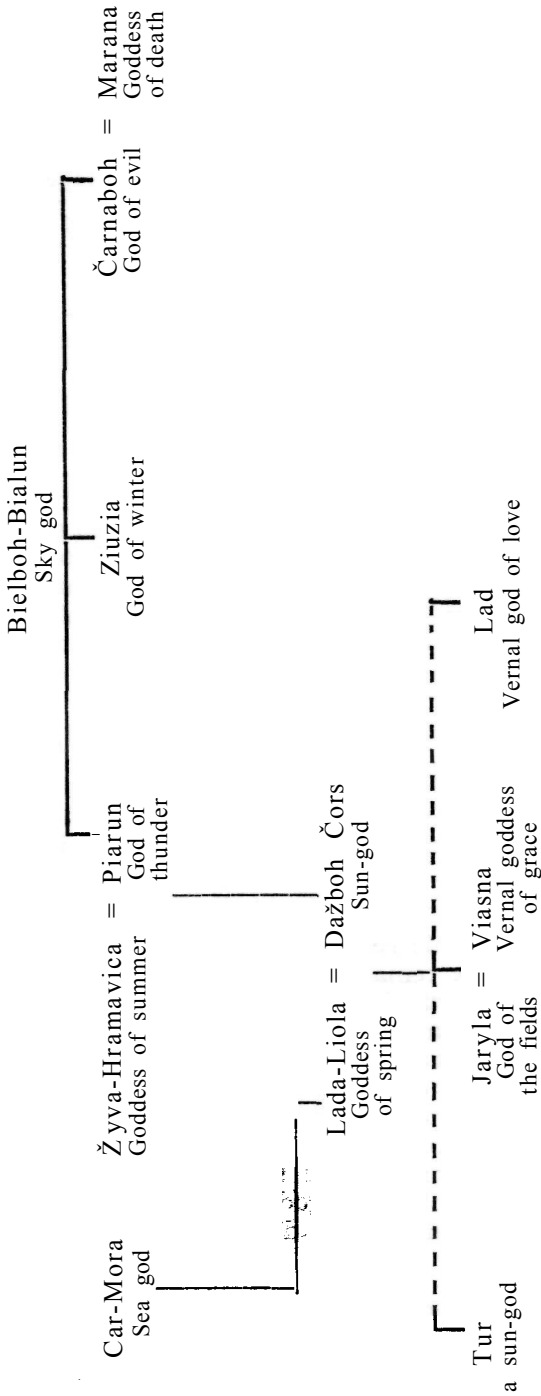 Bielboh-Bialun
Sky god
Car-Mora
Sea god
Žyva-Hramavica = Piarun
Goddess of summer
God of
thunder
Ziuzia
God of winter
Čarnaboh = Marana
God of evil
Goddess
of death
Lada-Liola = Dažboh Čors
Goddess
of spring
Sun-god
Tur
a sun-god
Jaryla = Viasna
God of
the fields
Vernal goddess
of grace
Lad
Vernal god of love